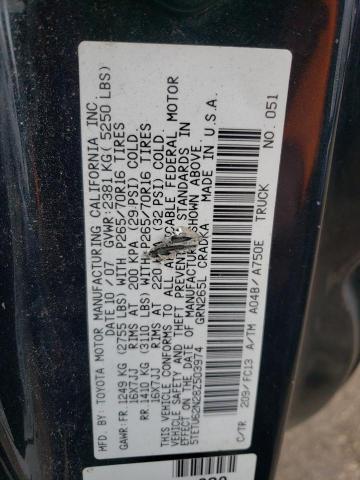 MFD. BY: TOYOTA MOTOR MANUFACTURING CALIFORNIA INC.
DATE: 10/07 GVWR: 2381 KG( 5250 LBS)
GAWR: FR 1249 KG (2755 LBS) WITH P265/70R16 TIRES
16X7JJ RIMS AT 200 KPA (29 PSI) COLD.
RR 1410 KG (3110 LBS) WITH P265/70R16 TIRES
16X7JJ RIMS AT 220 KPA (32 PSI) COLD.
THIS VEHICLE CONFORMS TO ALL APPLICABLE FEDERAL MOTOR
VEHICLE SAFETY AND THEFT PREVENTION STANDARDS IN
EFFECT ON THE DATE OF MANUFACTURE SHOWN ABOVE.
5TETU62N28Z503974 GRN265L CRADKA MADE IN U.S.A.
TRUCK
C/TR 209/FC13 A/TM A04B/ A750E NO. 051